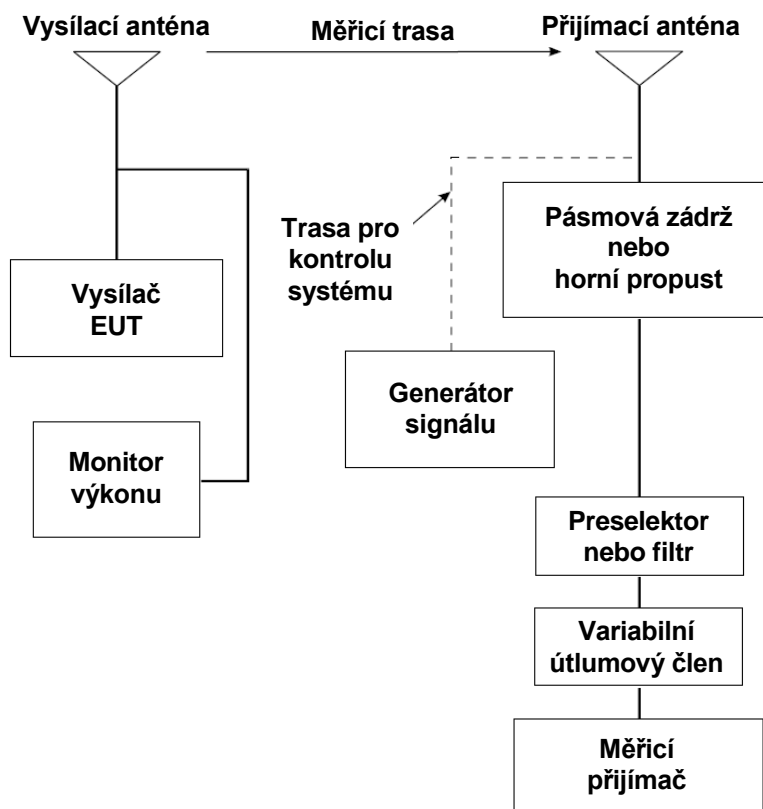 Vysílací anténa
Měřicí trasa
Přijímací anténa
Trasa pro
kontrolu
systému
Pásmová zádrž
nebo
horní propust
Vysílač
EUT
Generátor
signálu
Monitor
výkonu
Preselektor
nebo filtr
Variabilní
útlumový člen
Měřicí
přijímač